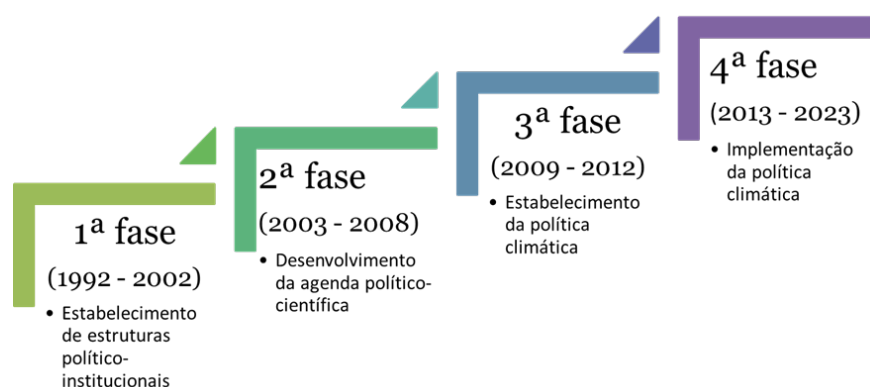 1ª fase
(1992 - 2002)
• Estabelecimento
de estruturas
político-
institucionais
2ª fase
(2003 - 2008)
• Desenvolvimento
da agenda político-
científica
3ª fase
(2009 - 2012)
• Estabelecimento
da política
climática
4ª fase
(2013 - 2023)
• Implementação
da política
climática